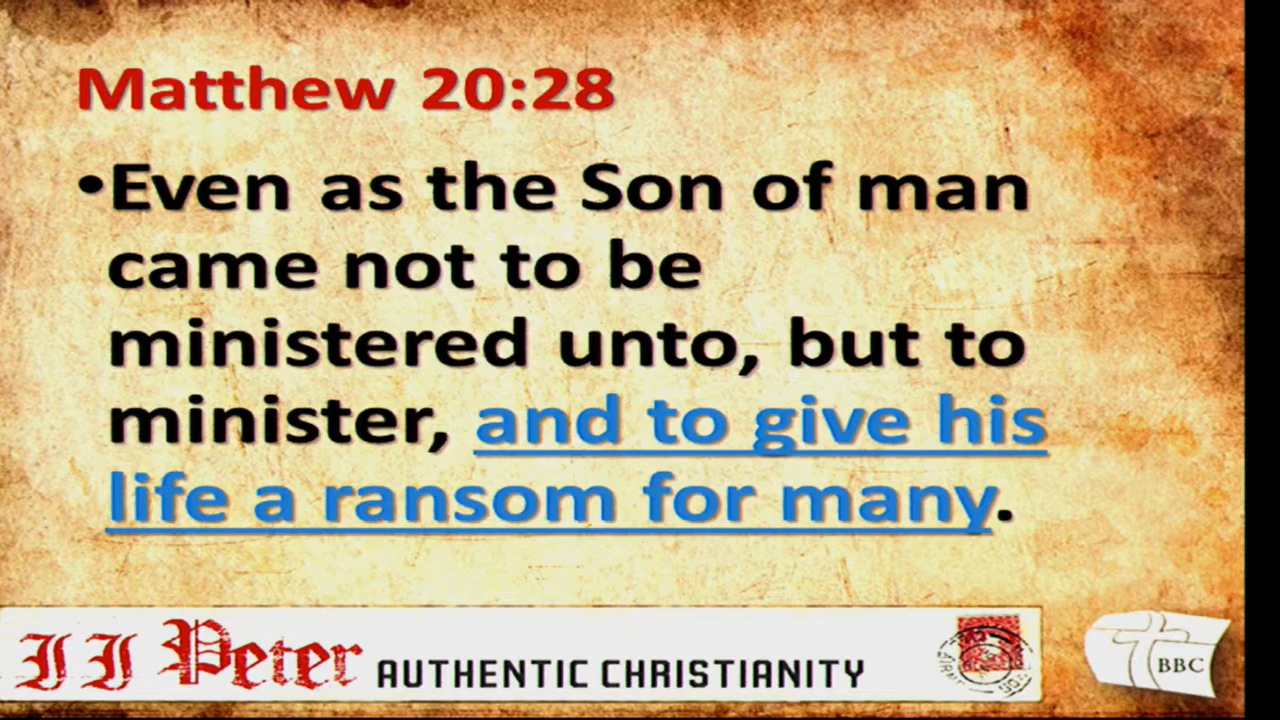 Matthew 20:28
•Even as the Son of man
came not to be
ministered unto, but to
minister, and to give his
life a ransom for many.
II Peter AUTHENTIC CHRISTIANITY
BBC